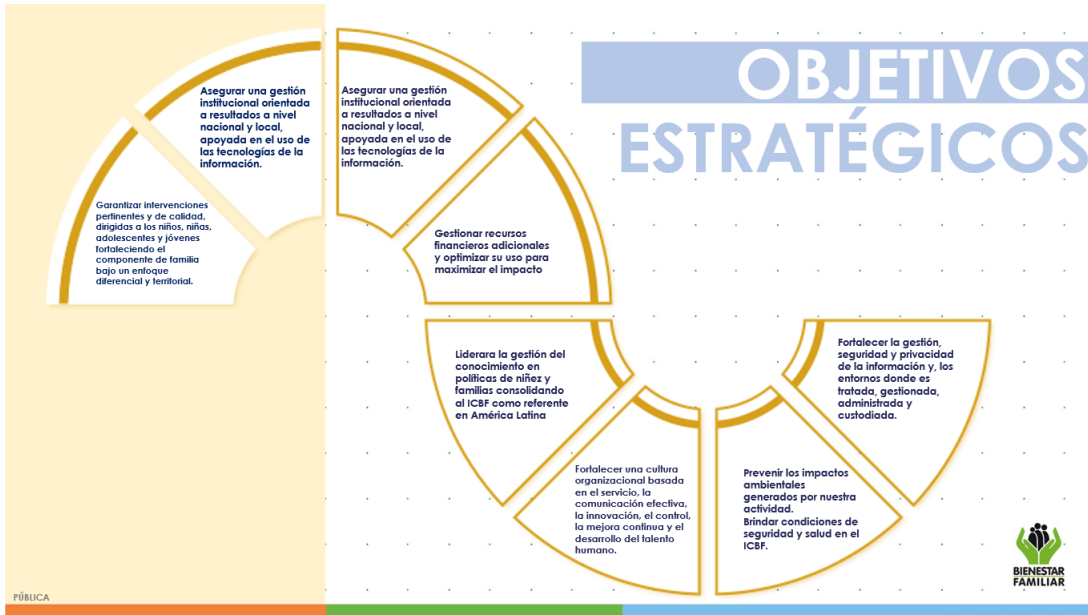 OBJETIVOS
ESTRATÉGICOS
Garantizar intervenciones
pertinentes y de calidad,
dirigidas a los niños, niñas,
adolescentes y jóvenes
fortaleciendo el
componente de familia
bajo un enfoque
diferencial y territorial.
Asegurar una gestión
institucional orientada
a resultados a nivel
nacional y local,
apoyada en el uso de
las tecnologías de la
información.
Asegurar una gestión
institucional orientada
a resultados a nivel
nacional y local,
apoyada en el uso de
las tecnologías de la
información.
Gestionar recursos
financieros adicionales
y optimizar su uso para
maximizar el impacto
Liderara la gestión del
conocimiento en
políticas de niñez y
familias consolidando
al ICBF como referente
en América Latina
Fortalecer una cultura
organizacional basada
en el servicio, la
comunicación efectiva,
la innovación, el control,
la mejora continua y el
desarrollo del talento
humano.
Prevenir los impactos
ambientales
generados por nuestra
actividad.
Brindar condiciones de
seguridad y salud en el
ICBF.
Fortalecer la gestión,
seguridad y privacidad
de la información y, los
entornos donde es
tratada, gestionada,
administrada y
custodiada.
BIENESTAR
FAMILIAR
PÚBLICA